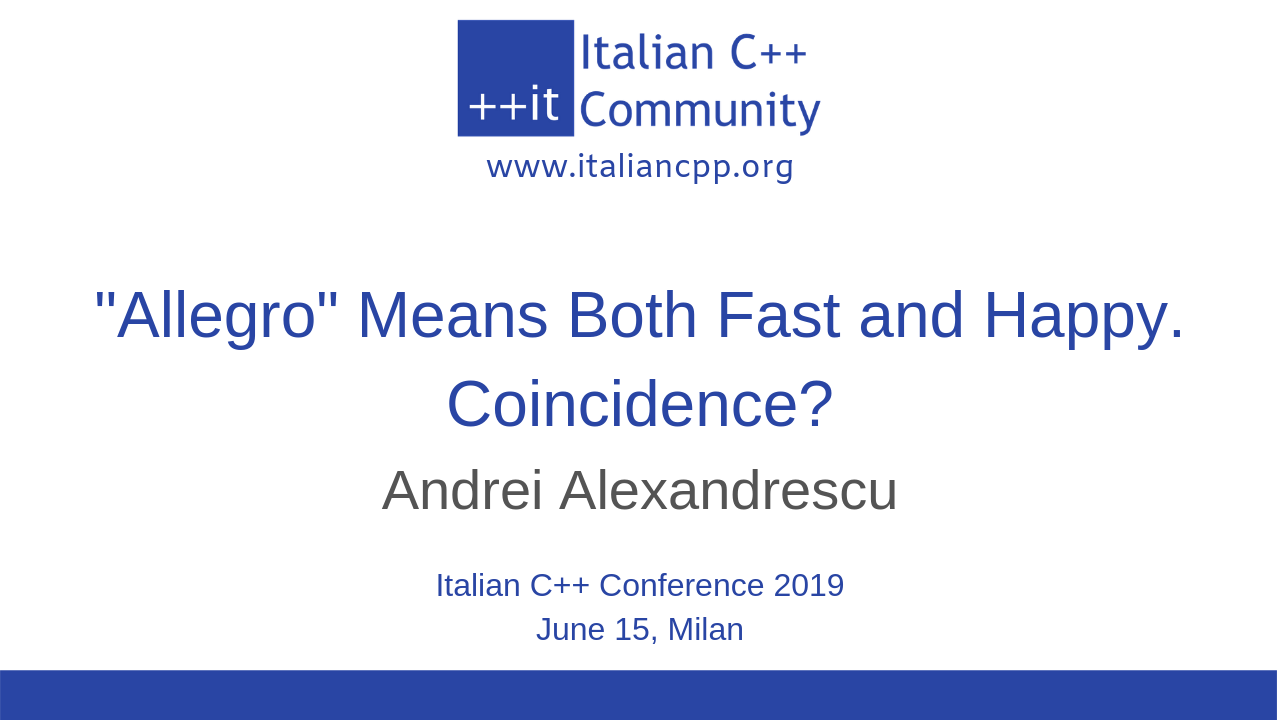 ++it
Italian C++
Community
www.italiancpp.org
"Allegro" Means Both Fast and Happy.
Coincidence?
Andrei Alexandrescu
Italian C++ Conference 2019
June 15, Milan